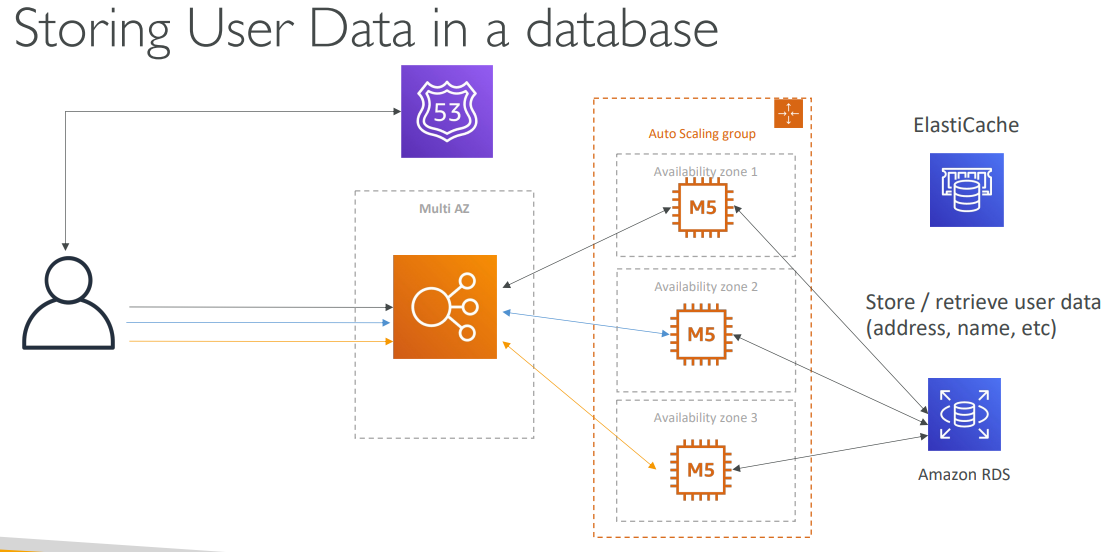 Storing User Data in a database
53
Auto Scaling group
ElastiCache
Availability zone 1
M5
Multi AZ
Availability zone 2
M5
Store / retrieve user data
(address, name, etc)
Availability zone 3
M5
Amazon RDS